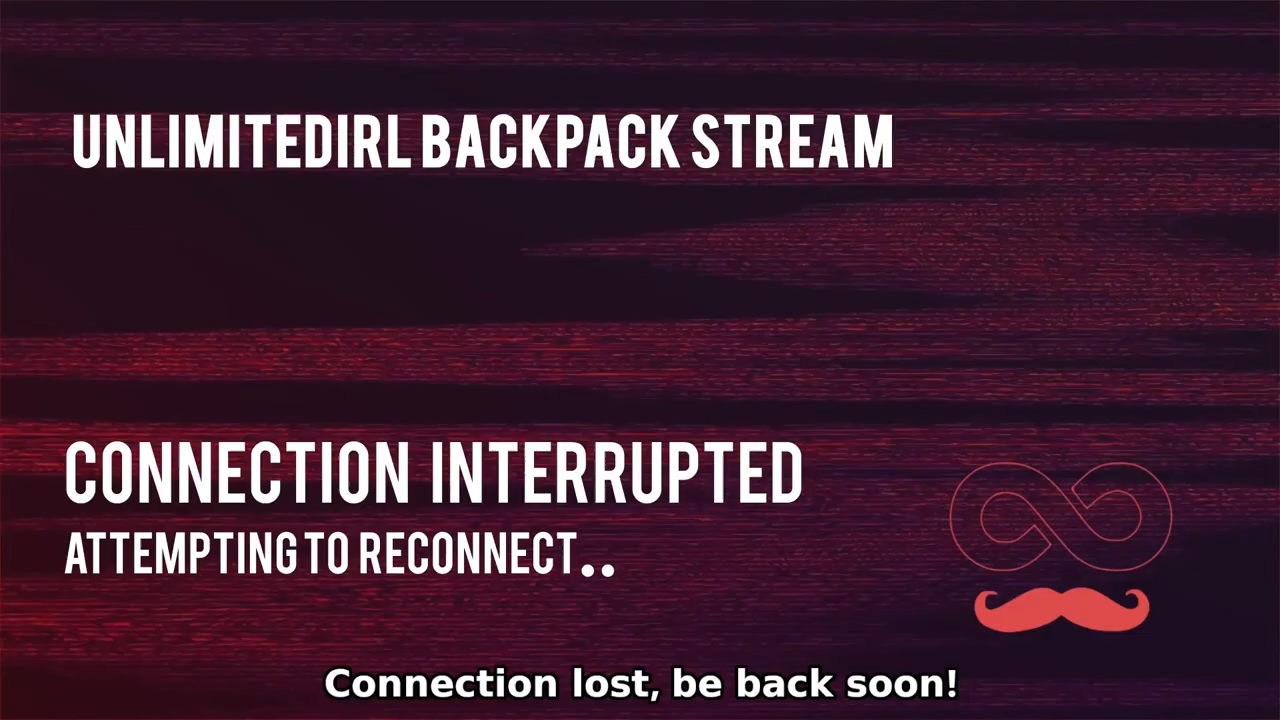 UNLIMITEDIRL BACKPACK STREAM
CONNECTION INTERRUPTED
ATTEMPTING TO RECONNECT..
Connection lost, be back soon!